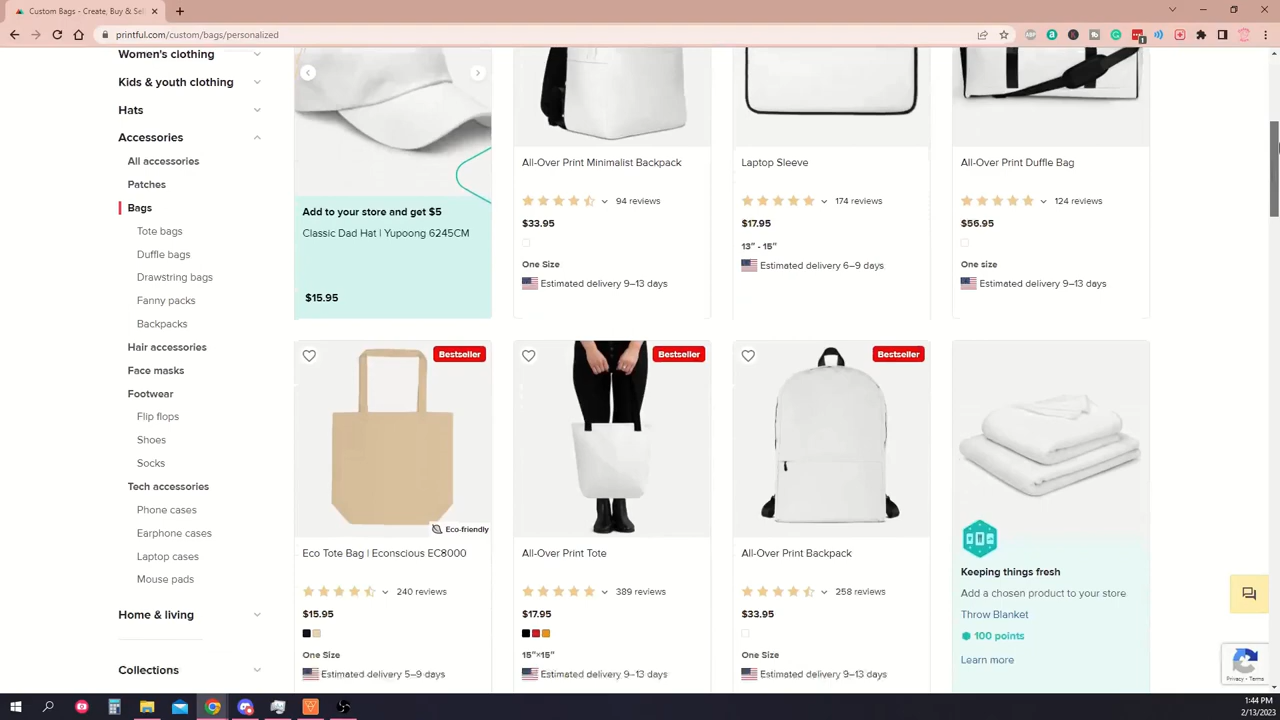 Custom Bags - Create, Buy & Sel
printful.com/custom/bags/personalized
Women's clothing
Kids & youth clothing
Hats
Accessories
All accessories
Patches
Bags
Tote bags
Duffle bags
Drawstring bags
Fanny packs
Backpacks
Hair accessories
Face masks
Footwear
Flip flops
Shoes
Socks
Tech accessories
Phone cases
Earphone cases
Laptop cases
Mouse pads
Home & living
Collections
Add to your store and get $5
Classic Dad Hat | Yupoong 6245CM
$15.95
All-Over Print Minimalist Backpack
94 reviews
$33.95
One Size
Estimated delivery 9–13 days
Laptop Sleeve
174 reviews
$17.95
13″ - 15″
Estimated delivery 6–9 days
All-Over Print Duffle Bag
124 reviews
$56.95
One size
Estimated delivery 9–13 days
Bestseller
Eco-friendly
Eco Tote Bag | Econscious EC8000
240 reviews
$15.95
One Size
Estimated delivery 5–9 days
Bestseller
All-Over Print Tote
389 reviews
$17.95
15″×15″
Estimated delivery 9–13 days
Bestseller
All-Over Print Backpack
258 reviews
$33.95
One Size
Estimated delivery 9–13 days
Keeping things fresh
Add a chosen product to your store
Throw Blanket
100 points
Learn more
Privacy - Terms
1:44 PM
2/13/2023